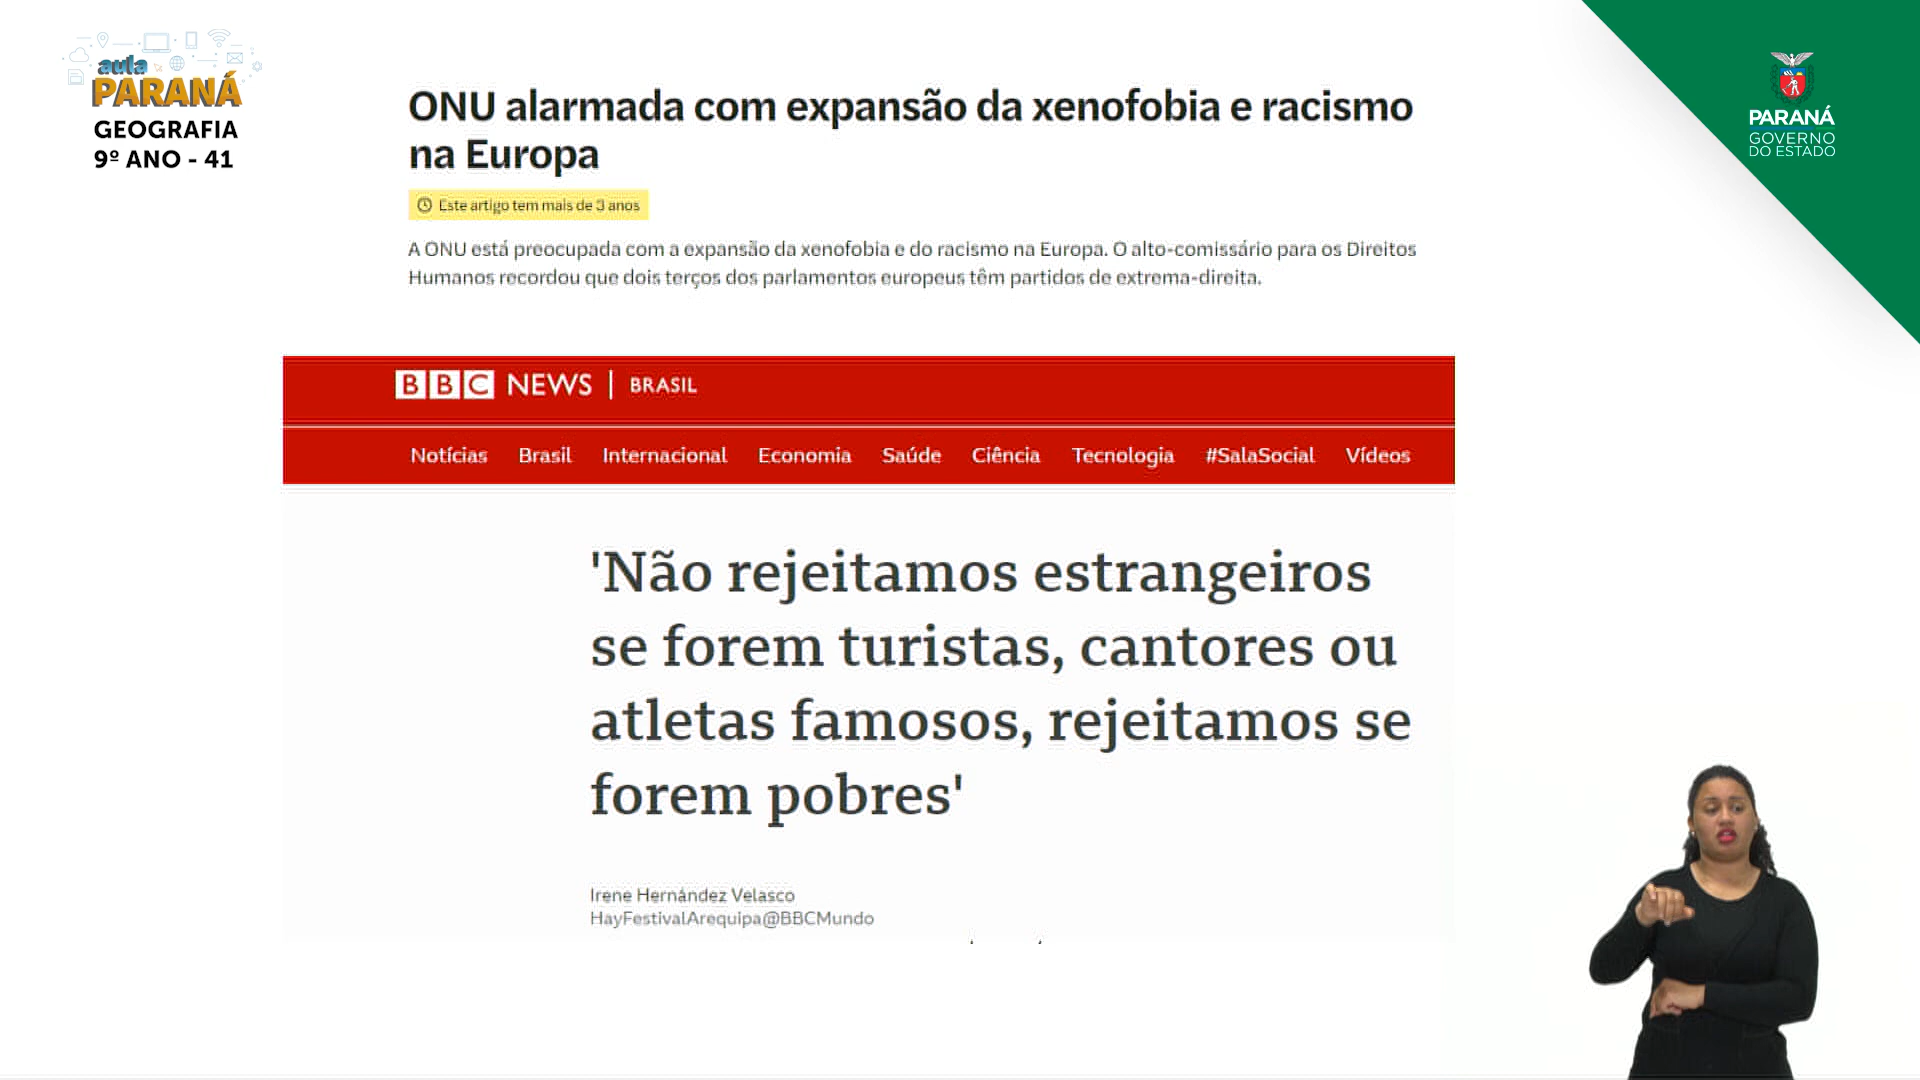 aula
PARANÁ
GEOGRAFIA
9º ANO - 41
ONU alarmada com expansão da xenofobia e racismo
na Europa
Este artigo tem mais de 3 anos
A ONU está preocupada com a expansão da xenofobia e do racismo na Europa. O alto-comissário para os Direitos
Humanos recordou que dois terços dos parlamentos europeus têm partidos de extrema-direita.
PARANÁ
GOVERNO
DO ESTADO
BBC NEWS | BRASIL
Notícias Brasil Internacional Economia Saúde Ciência Tecnologia #SalaSocial Vídeos
'Não rejeitamos estrangeiros
se forem turistas, cantores ou
atletas famosos, rejeitamos se
forem pobres'
Irene Hernández Velasco
HayFestivalArequipa@BBCMundo